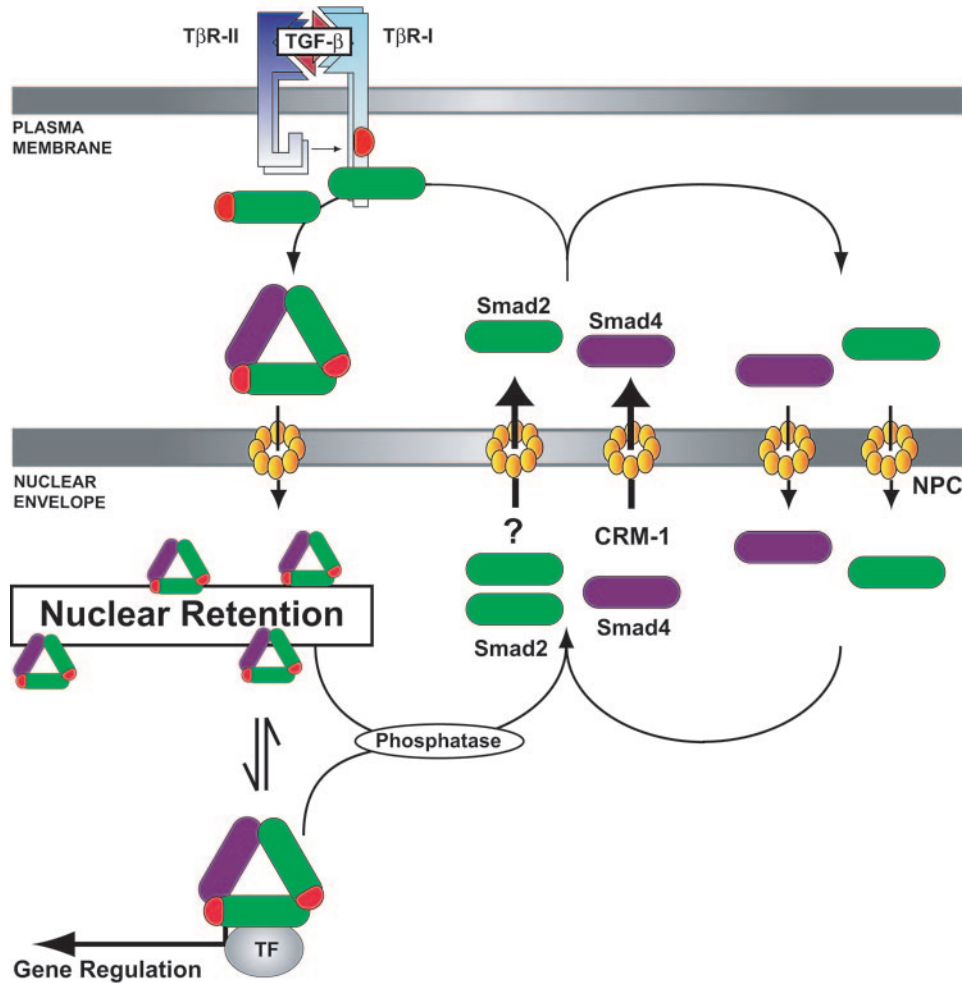 TβR-II
TGF-β
TβR-I
PLASMA
MEMBRANE
Smad2
Smad4
NUCLEAR
ENVELOPE
NPC
?
CRM-1
Nuclear Retention
Smad2
Smad4
Phosphatase
TF
Gene Regulation